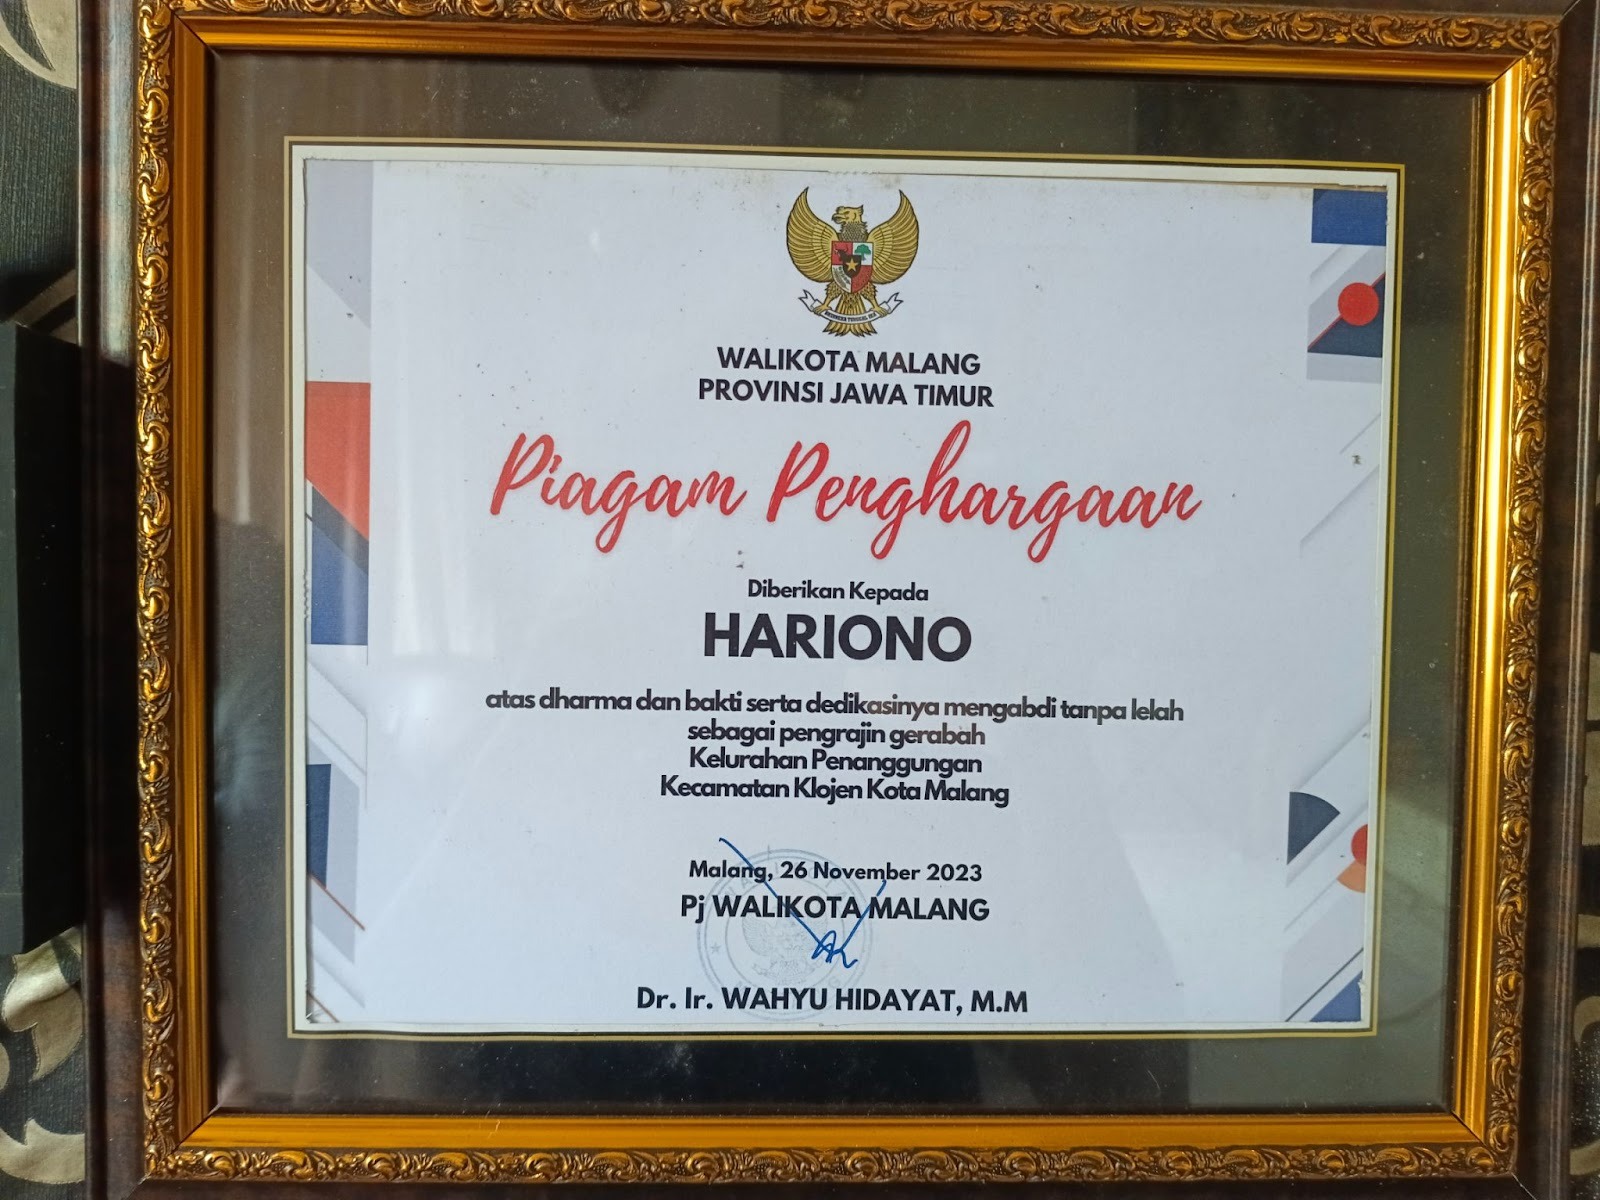 WALIKOTA MALANG
PROVINSI JAWA TIMUR
Piagam Penghargaan
Diberikan Kepada
HARIONO
atas dharma dan bakti serta dedikasinya mengabdi tanpa lelah
sebagai pengrajin gerabah
Kelurahan Penanggungan
Kecamatan Klojen Kota Malang
Malang, 26 November 2023
Pj WALIKOTA MALANG
Dr. Ir. WAHYU HIDAYAT, M.M